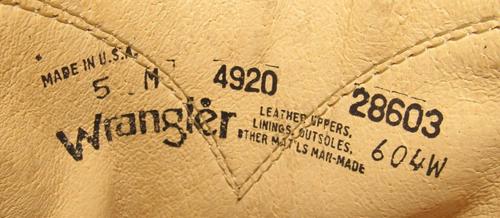 MADE IN U.S.A.
5 M
4920
28603
Wrangler
LEATHER UPPERS,
LININGS, OUTSOLES.
OTHER MAT'LS MAN-MADE
604W